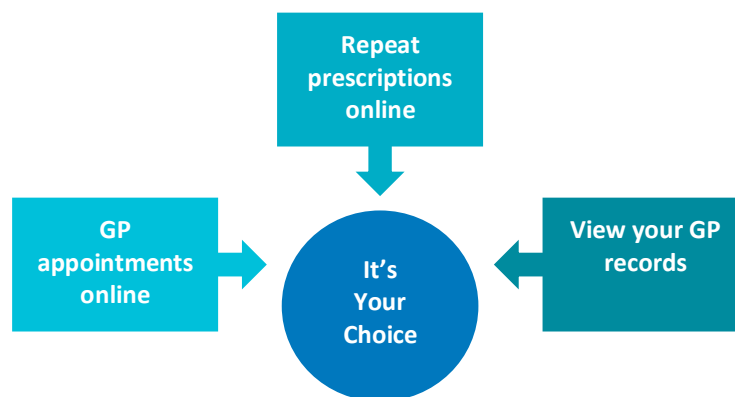 Repeat
prescriptions
online
GP
appointments
online
It’s
Your
Choice
View your GP
records